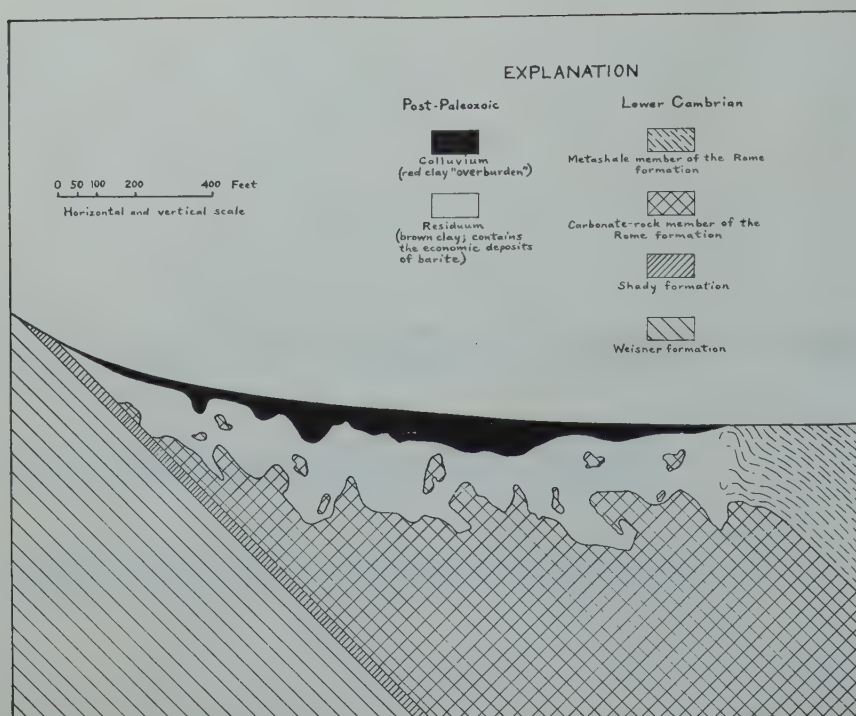 EXPLANATION
Post-Paleozoic
Colluvium
(red clay "overburden")
Residuum
(brown clay; contains
the economic deposits
of barite)
Lower Cambrian
Metashale member of the Rome
formation
Carbonate-rock member of the
Rome formation
Shady formation
Weisner formation
0 50 100 200 400 Feet
Horizontal and vertical scale